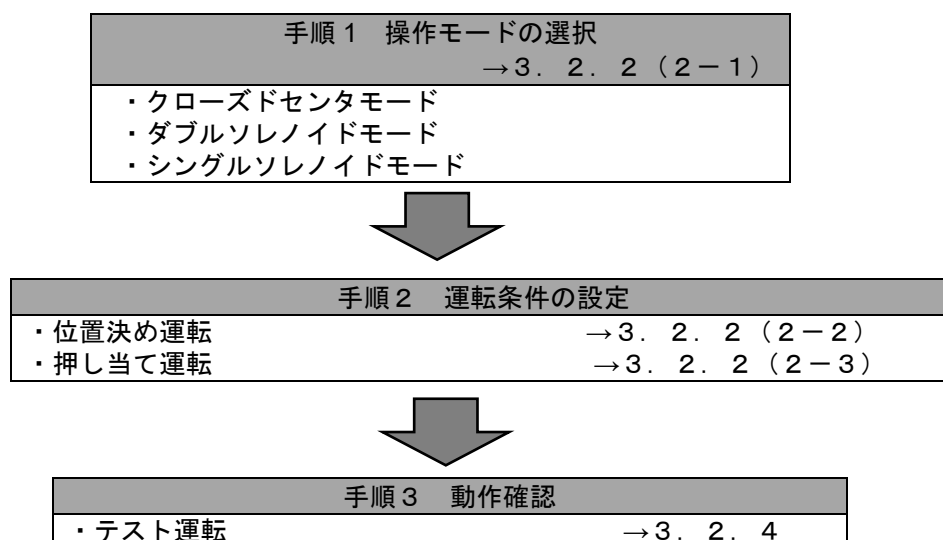 手順1　操作モードの選択
→3．2．2（2－1）
・クローズドセンタモード
・ダブルソレノイドモード
・シングルソレノイドモード
手順2　運転条件の設定
・位置決め運転　→3．2．2（2－2）
・押し当て運転　→3．2．2（2－3）
手順3　動作確認
・テスト運転　→3．2．4